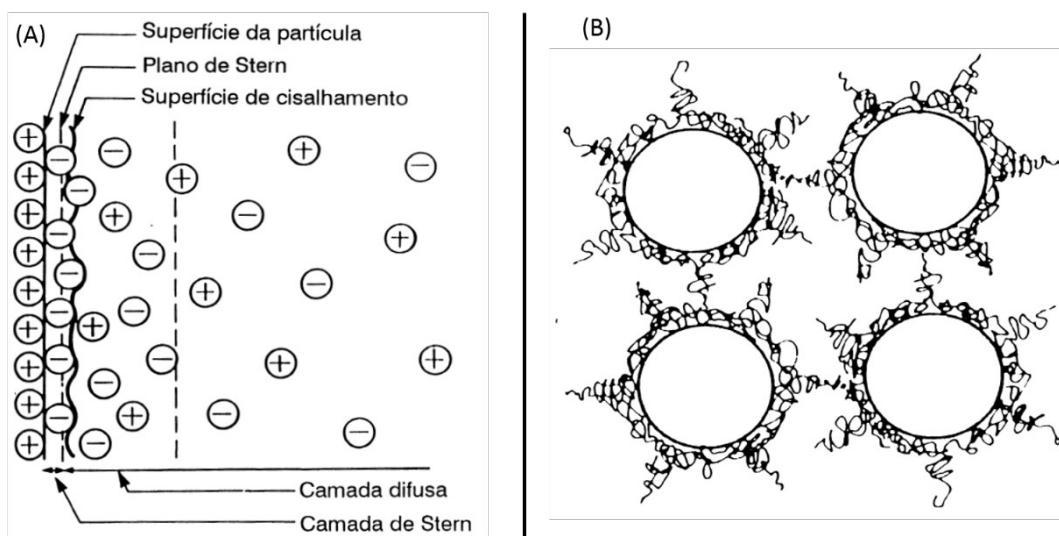 (A)
Superfície da partícula
Plano de Stern
Superfície de cisalhamento
Camada difusa
Camada de Stern
(B)